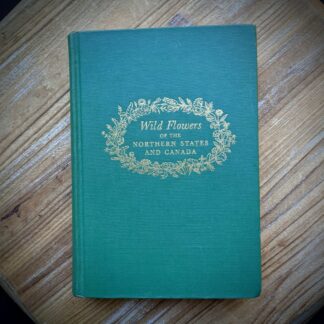 Wild Flowers
OF THE
NORTHERN STATES
AND CANADA